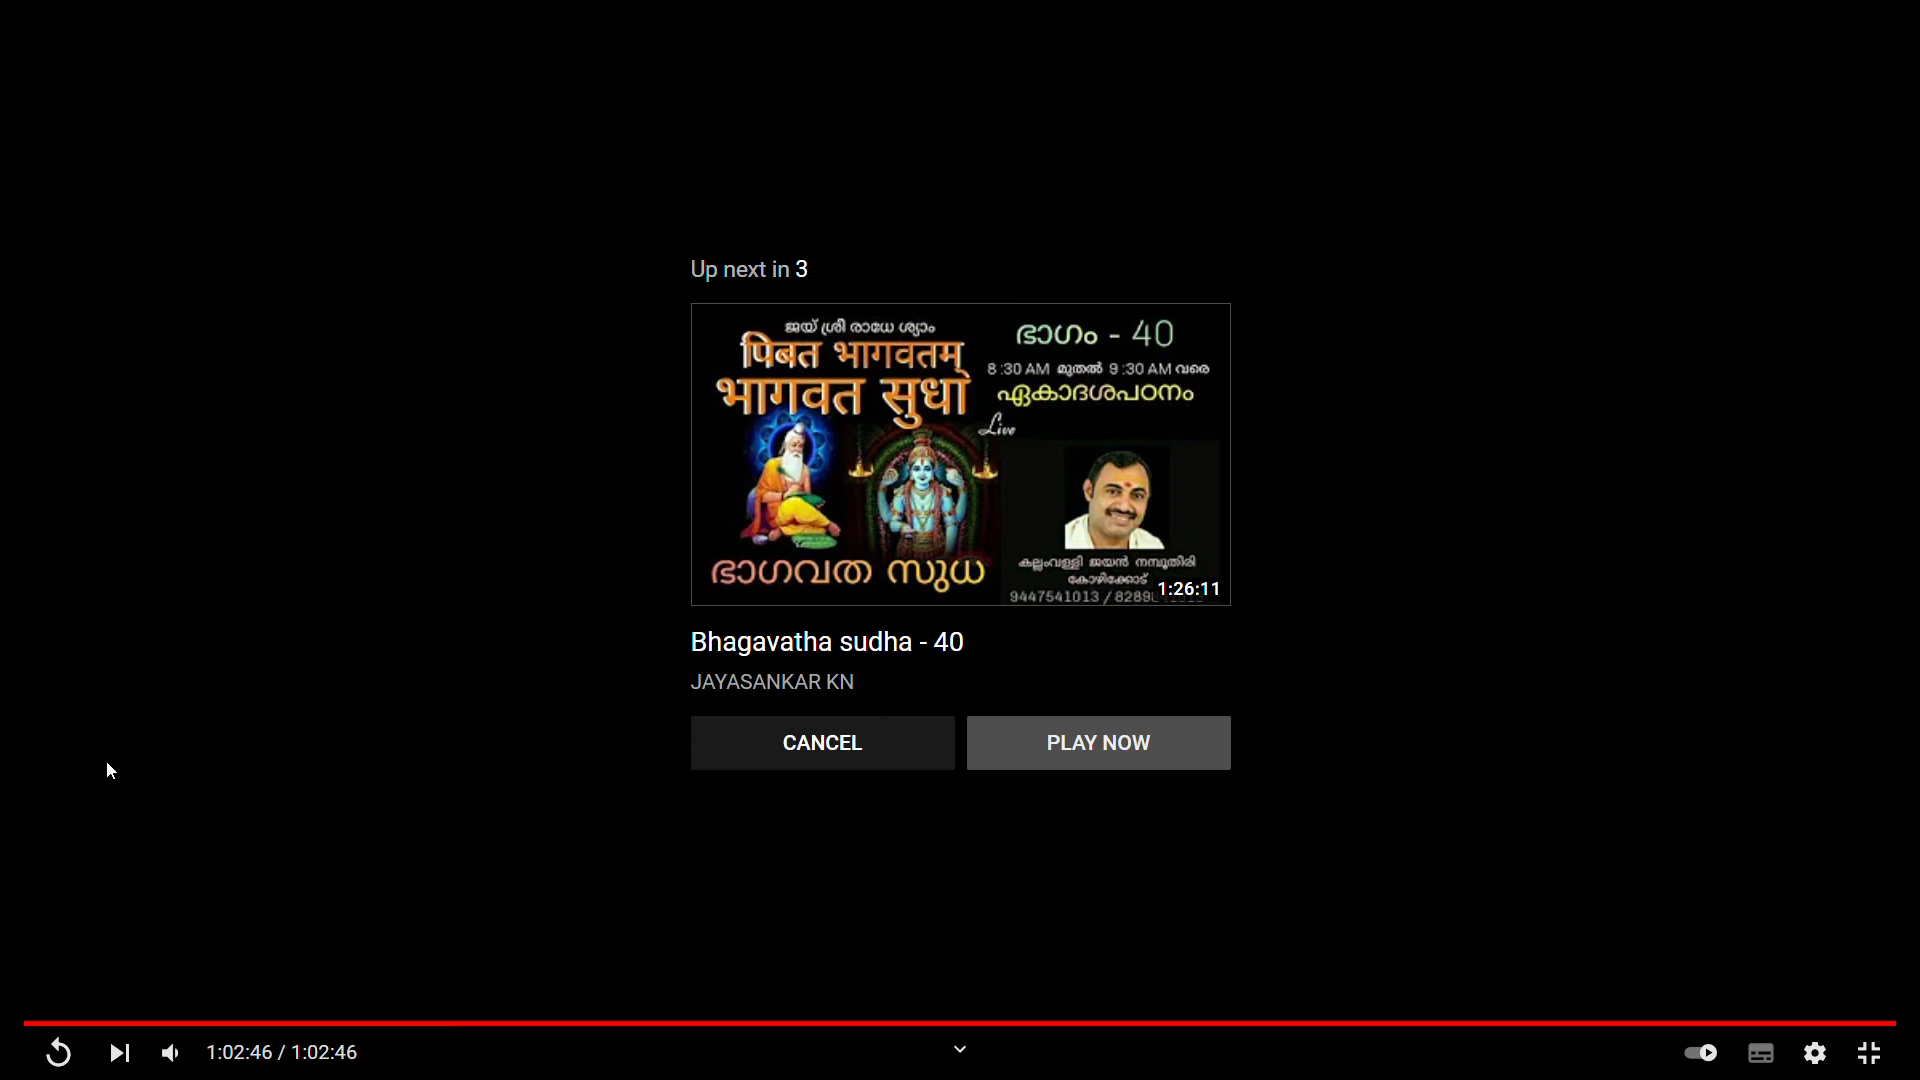 Up next in 3
ജയ് ശ്രീ രാധേ ശ്യാം
पिबत भागवतम्
भागवत सुधा
ഭാഗം - 40
8:30 AM മുതൽ 9:30 AM വരെ
ഏകാദശപഠനം
Live
ഭാഗവത സുധ
കല്ലംവള്ളി ജയൻ നമ്പൂതിരി
കോഴിക്കോട്
9447541013 /
1:26:11
Bhagavatha sudha - 40
JAYASANKAR KN
CANCEL
PLAY NOW
1:02:46 / 1:02:46